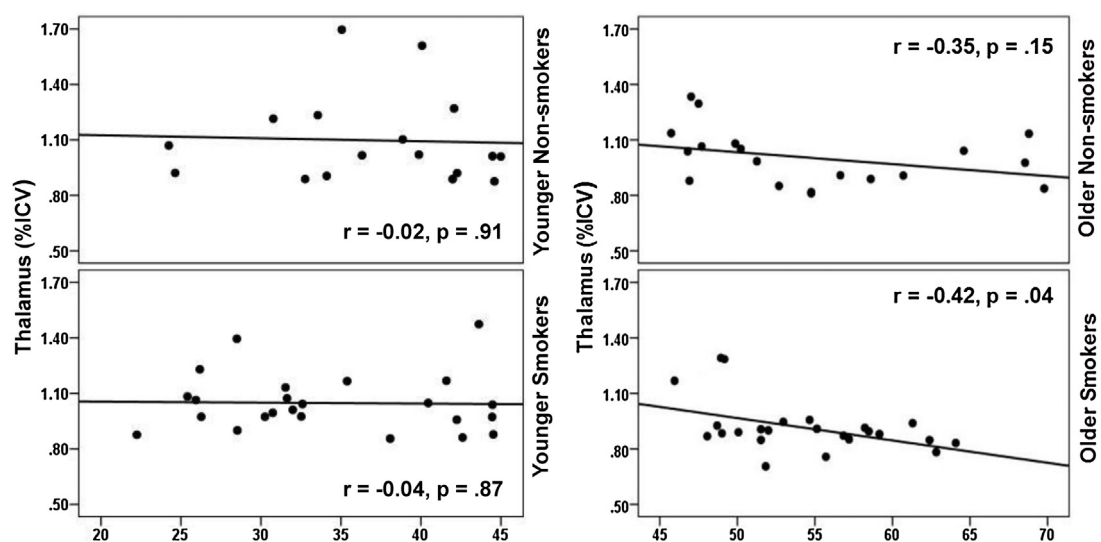 1.70
1.40
1.10
.80
.50
Thalamus (%ICV)
r = -0.02, p = .91
Younger Non-smokers
1.70
1.40
1.10
.80
.50
Thalamus (%ICV)
r = -0.35, p = .15
Older Non-smokers
1.70
1.40
1.10
.80
.50
r = -0.04, p = .87
Younger Smokers
20 25 30 35 40 45
1.70
1.40
1.10
.80
.50
r = -0.42, p = .04
Older Smokers
45 50 55 60 65 70